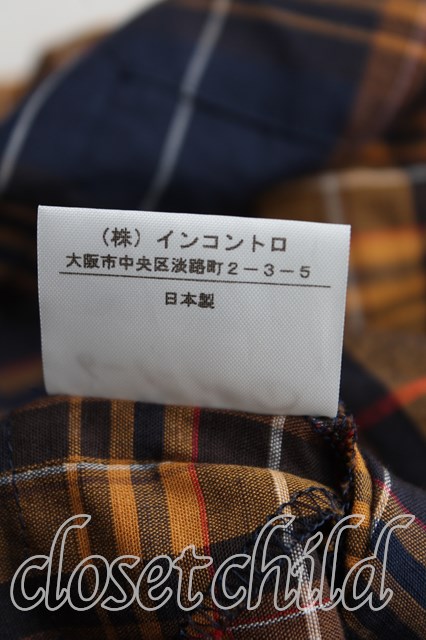 （株）インコントロ
大阪市中央区淡路町２－３－５
日本製
closet child